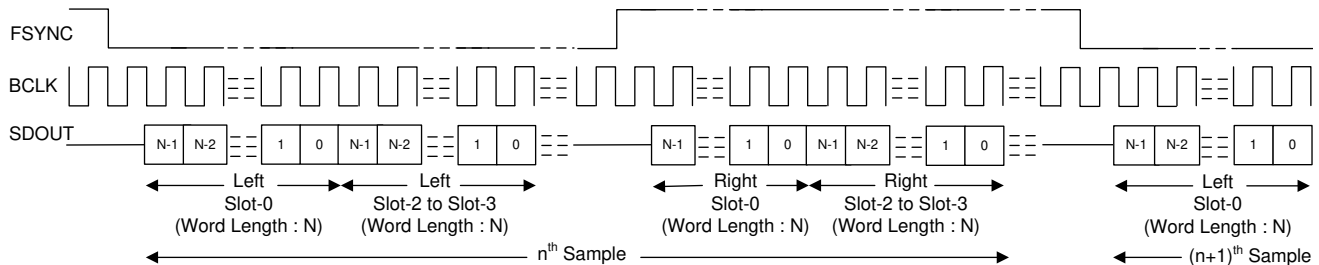 FSYNC
BCLK
SDOUT N-1 N-2 1 0 N-1 N-2 1 0 N-1 1 0 N-1 N-2 1 0 N-1 N-2 1 0
Left Left Right Right Left
Slot-0 Slot-2 to Slot-3 Slot-0 Slot-2 to Slot-3 Slot-0
(Word Length : N) (Word Length : N) (Word Length : N) (Word Length : N) (Word Length : N)
nth Sample (n+1)th Sample